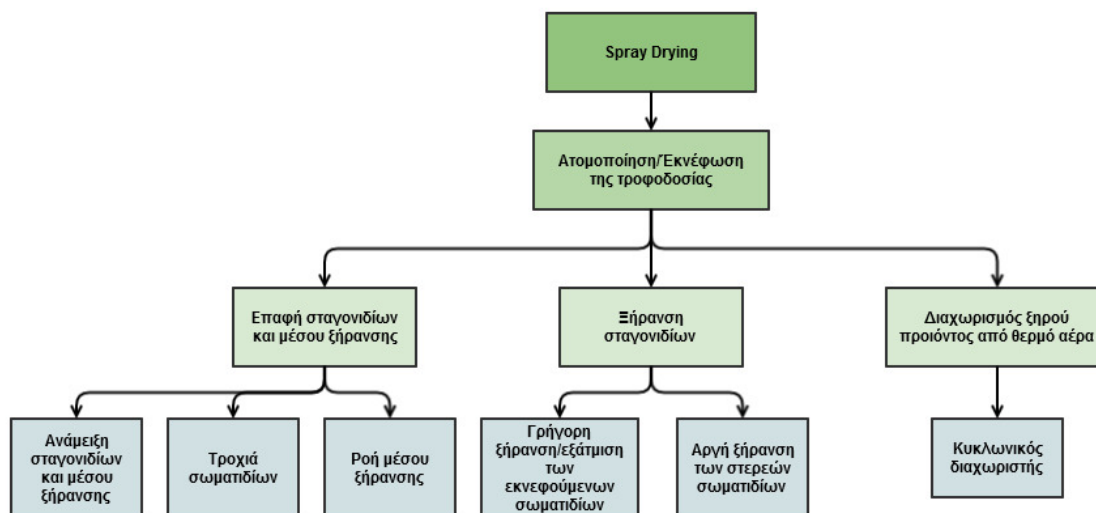 Spray Drying
Ατομοποίηση/Έκνέφωση
της τροφοδοσίας
Επαφή σταγονιδίων
και μέσου ξήρανσης
Ξήρανση
σταγονιδίων
Διαχωρισμός ξηρού
προιόντος από θερμό αέρα
Ανάμειξη
σταγονιδίων
και μέσου
ξήρανσης
Τροχιά
σωματιδίων
Ροή μέσου
ξήρανσης
Γρήγορη
ξήρανση/εξάτμιση
των
εκνεφούμενων
σωματιδίων
Αργή ξήρανση
των στερεών
σωματιδίων
Κυκλωνικός
διαχωριστής